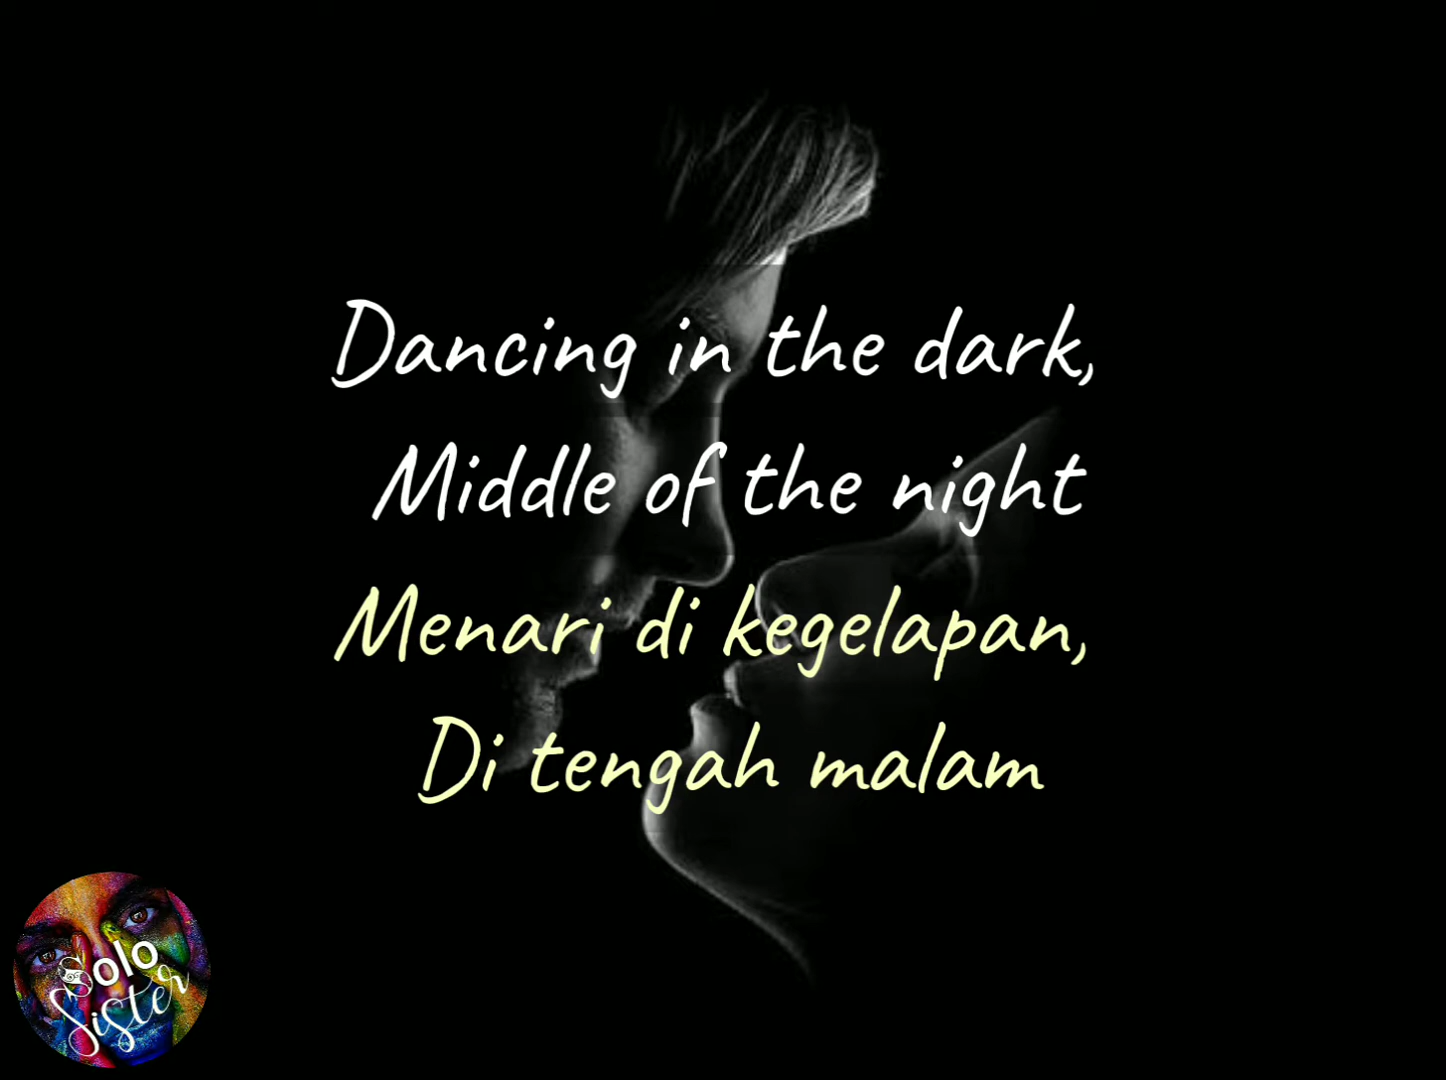 Dancing in the dark,
Middle of the night
Menari di kegelapan,
Di tengah malam
Solo
Sister